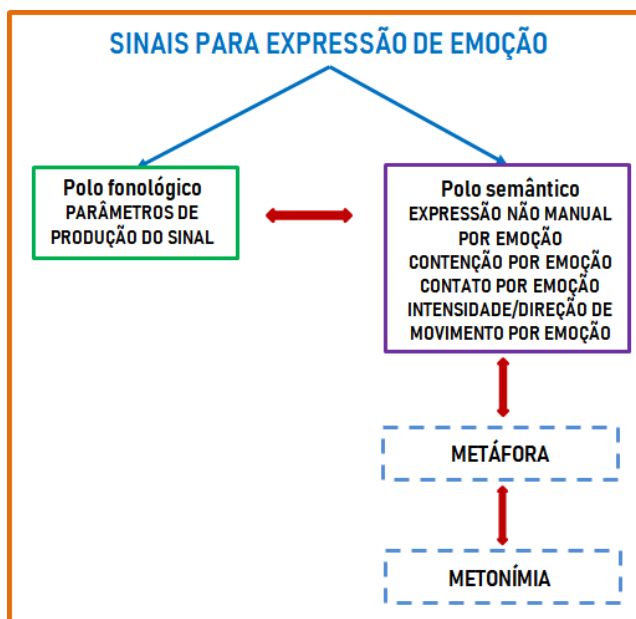 SINAIS PARA EXPRESSÃO DE EMOÇÃO
Polo fonológico
PARÂMETROS DE
PRODUÇÃO DO SINAL
Polo semântico
EXPRESSÃO NÃO MANUAL
POR EMOÇÃO
CONTENÇÃO POR EMOÇÃO
CONTATO POR EMOÇÃO
INTENSIDADE/DIREÇÃO DE
MOVIMENTO POR EMOÇÃO
METÁFORA
METONÍMIA